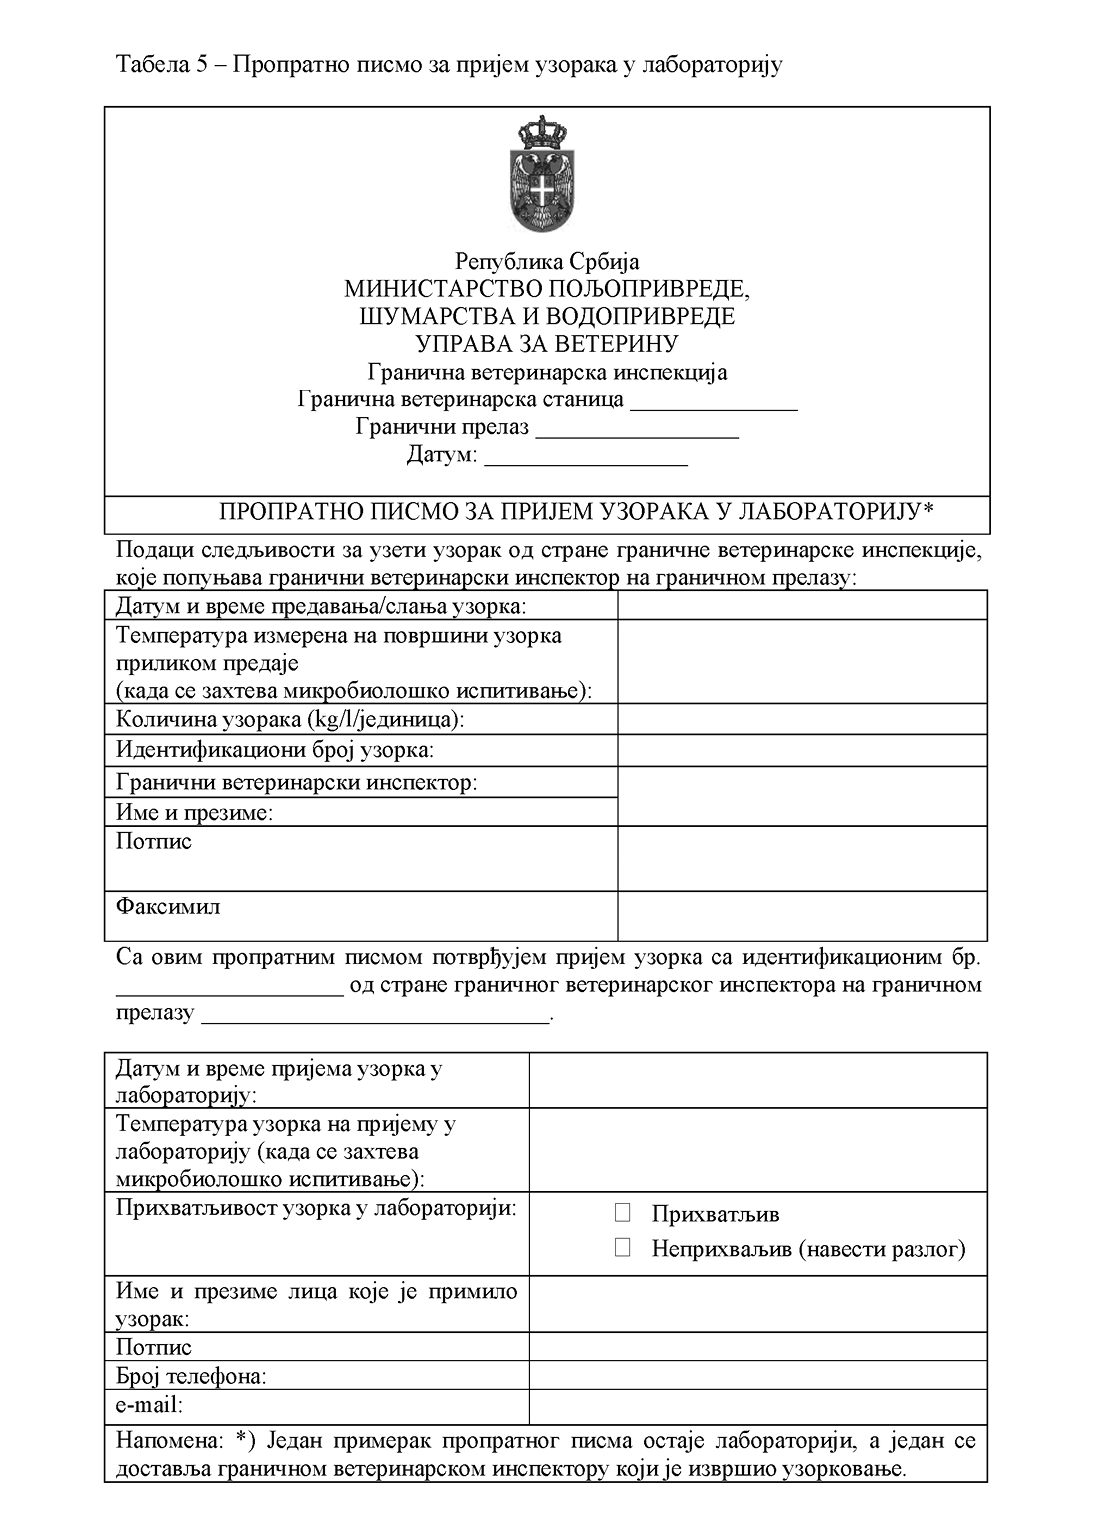 Табела 5 – Пропратно писмо за пријем узорака у лабораторију
Република Србија
МИНИСТАРСТВО ПОЉОПРИВРЕДЕ,
ШУМАРСТВА И ВОДОПРИВРЕДЕ
УПРАВА ЗА ВЕТЕРИНУ
Гранична ветеринарска инспекција
Гранична ветеринарска станица ______________
Гранични прелаз _________________
Датум: _________________
ПРОПРАТНО ПИСМО ЗА ПРИЈЕМ УЗОРАКА У ЛАБОРАТОРИЈУ*
Подаци следљивости за узети узорак од стране граничне ветеринарске инспекције,
које попуњава гранични ветеринарски инспектор на граничном прелазу:
Датум и време предавања/слања узорка:
Температура измерена на површини узорка
приликом предаје
(када се захтева микробиолошко испитивање):
Количина узорака (kg/l/јединица):
Идентификациони број узорка:
Гранични ветеринарски инспектор:
Име и презиме:
Потпис
Факсимил
Са овим пропратним писмом потврђујем пријем узорка са идентификационим бр.
___________________ од стране граничног ветеринарског инспектора на граничном
прелазу _____________________________.
Датум и време пријема узорка у
лабораторију:
Температура узорка на пријему у
лабораторију (када се захтева
микробиолошко испитивање):
Прихватљивост узорка у лабораторији:
☐ Прихватљив
☐ Неприхваљив (навести разлог)
Име и презиме лица које је примило
узорак:
Потпис
Број телефона:
e-mail:
Напомена: *) Један примерак пропратног писма остаје лабораторији, а један се
доставља граничном ветеринарском инспектору који је извршио узорковање.